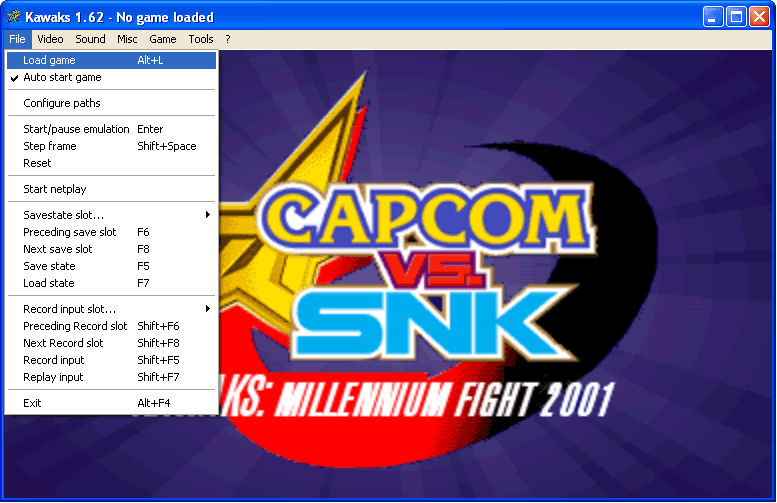 Kawaks 1.62 - No game loaded
File Video Sound Misc Game Tools ?
Load game Alt+L
Auto start game
Configure paths
Start/pause emulation Enter
Step frame Shift+Space
Reset
Start netplay
Savestate slot...
Preceding save slot F6
Next save slot F8
Save state F5
Load state F7
Record input slot...
Preceding Record slot Shift+F6
Next Record slot Shift+F8
Record input Shift+F5
Replay input Shift+F7
Exit Alt+F4
CAPCOM
VS.
SNK
MILLENNIUM FIGHT 2001